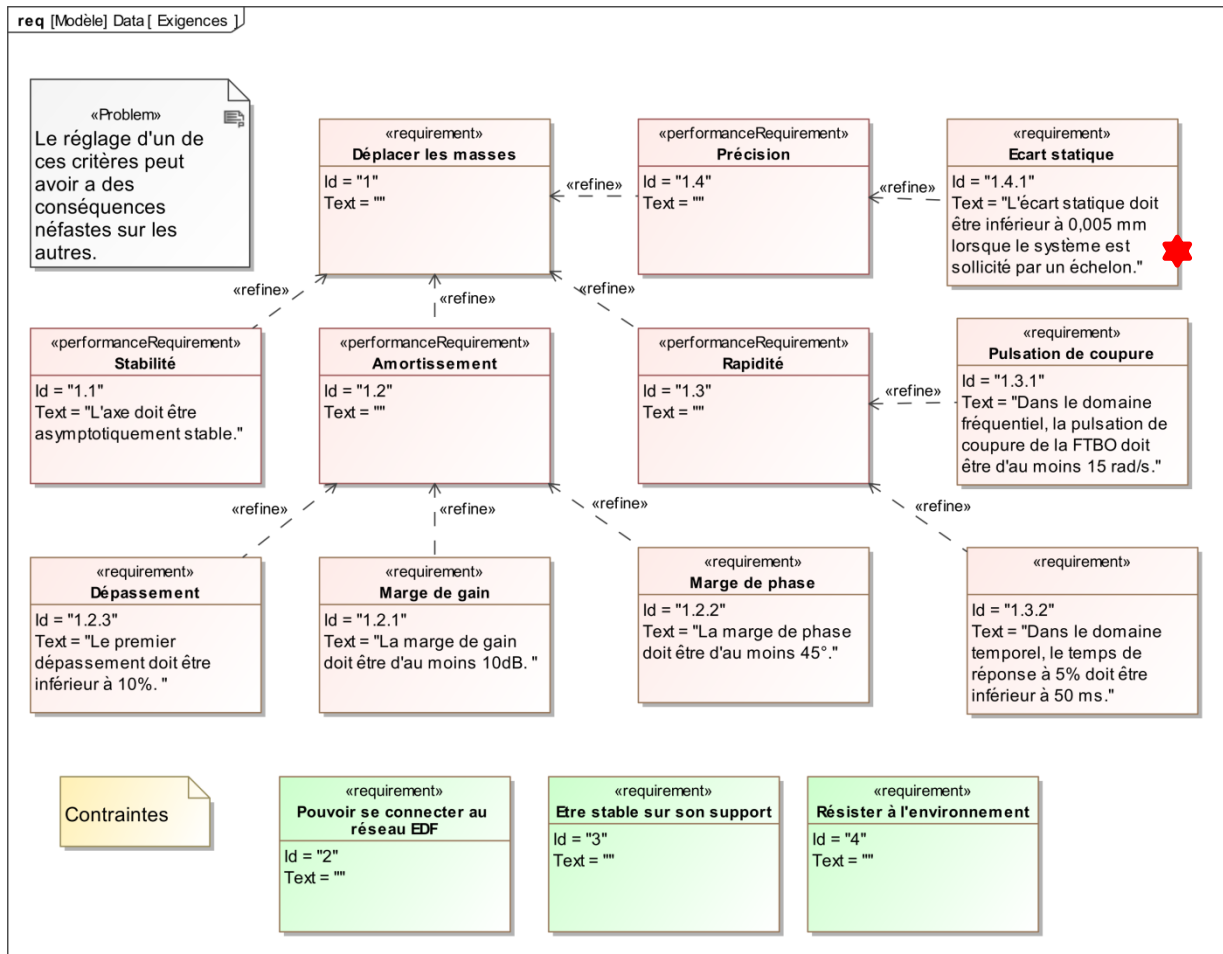 req [Modèle] Data [ Exigences ]
«Problem»
Le réglage d'un de
ces critères peut
avoir a des
conséquences
néfastes sur les
autres.
«requirement»
Déplacer les masses
Id = "1"
Text = ""
«refine»
«performanceRequirement»
Précision
Id = "1.4"
Text = ""
«refine»
«requirement»
Ecart statique
Id = "1.4.1"
Text = "L'écart statique doit
être inférieur à 0,005 mm
lorsque le système est
sollicité par un échelon."
«refine»
«refine»
«refine»
«performanceRequirement»
Stabilité
Id = "1.1"
Text = "L'axe doit être
asymptotiquement stable."
«performanceRequirement»
Amortissement
Id = "1.2"
Text = ""
«performanceRequirement»
Rapidité
Id = "1.3"
Text = ""
«refine»
«requirement»
Pulsation de coupure
Id = "1.3.1"
Text = "Dans le domaine
fréquentiel, la pulsation de
coupure de la FTBO doit
être d'au moins 15 rad/s."
«refine»
«refine»
«refine»
«refine»
«requirement»
Dépassement
Id = "1.2.3"
Text = "Le premier
dépassement doit être
inférieur à 10%. "
«requirement»
Marge de gain
Id = "1.2.1"
Text = "La marge de gain
doit être d'au moins 10dB. "
«requirement»
Marge de phase
Id = "1.2.2"
Text = "La marge de phase
doit être d'au moins 45°."
«requirement»
Id = "1.3.2"
Text = "Dans le domaine
temporel, le temps de
réponse à 5% doit être
inférieur à 50 ms."
Contraintes
«requirement»
Pouvoir se connecter au
réseau EDF
Id = "2"
Text = ""
«requirement»
Etre stable sur son support
Id = "3"
Text = ""
«requirement»
Résister à l'environnement
Id = "4"
Text = ""